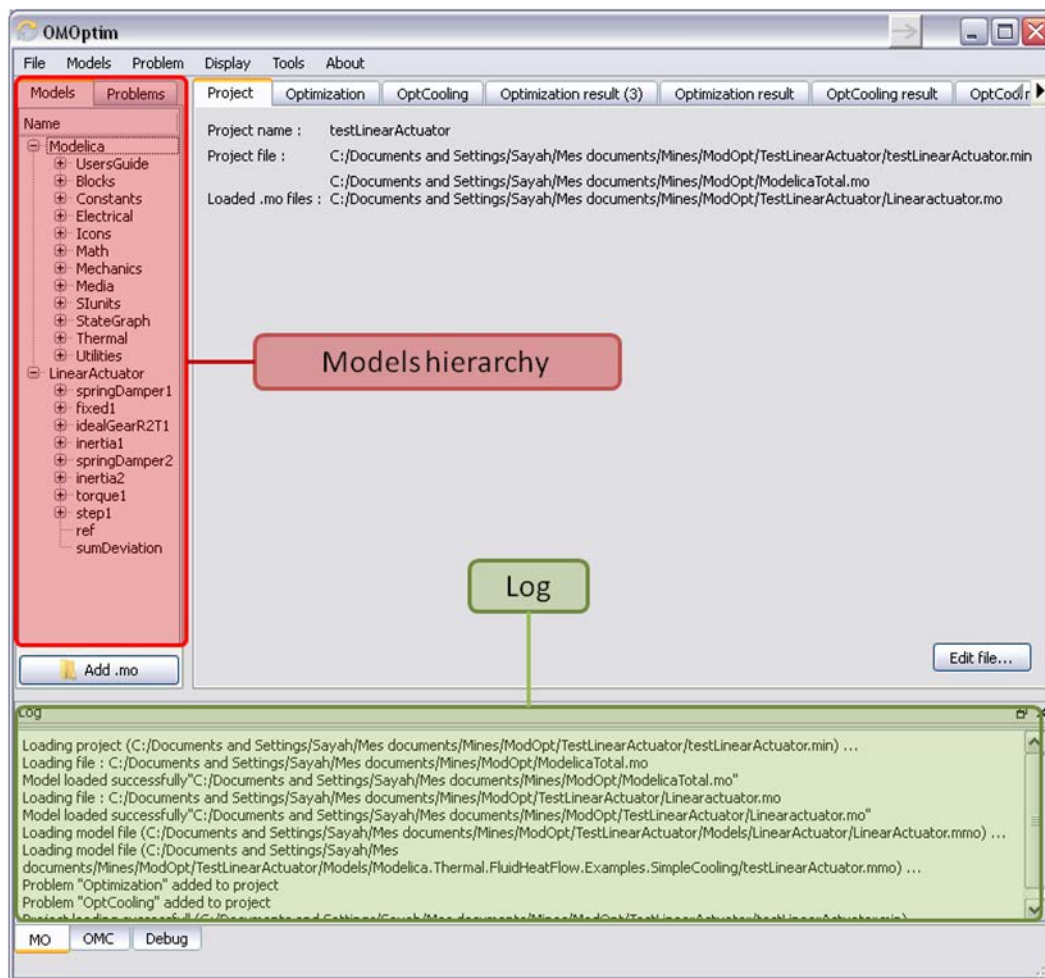 OMOptim
File Models Problem Display Tools About
Models Problems
Project Optimization OptCooling Optimization result (3) Optimization result OptCooling result
Name
Modelica
UsersGuide
Blocks
Constants
Electrical
Icons
Math
Mechanics
Media
SIunits
StateGraph
Thermal
Utilities
LinearActuator
springDamper1
fixed1
idealGearR2T1
inertia1
springDamper2
inertia2
torque1
step1
ref
sumDeviation
Add .mo
Project name : testLinearActuator
Project file : C:/Documents and Settings/Sayah/Mes documents/Mines/ModOpt/TestLinearActuator/testLinearActuator.min
C:/Documents and Settings/Sayah/Mes documents/Mines/ModOpt/ModelicaTotal.mo
Loaded .mo files : C:/Documents and Settings/Sayah/Mes documents/Mines/ModOpt/TestLinearActuator/Linearactuator.mo
Models hierarchy
Log
Edit file...
Log
Loading project (C:/Documents and Settings/Sayah/Mes documents/Mines/ModOpt/TestLinearActuator/testLinearActuator.min) ...
Loading file : C:/Documents and Settings/Sayah/Mes documents/Mines/ModOpt/ModelicaTotal.mo
Model loaded successfully"C:/Documents and Settings/Sayah/Mes documents/Mines/ModOpt/ModelicaTotal.mo"
Loading file : C:/Documents and Settings/Sayah/Mes documents/Mines/ModOpt/TestLinearActuator/Linearactuator.mo
Model loaded successfully"C:/Documents and Settings/Sayah/Mes documents/Mines/ModOpt/TestLinearActuator/Linearactuator.mo"
Loading model file (C:/Documents and Settings/Sayah/Mes documents/Mines/ModOpt/TestLinearActuator/Models/LinearActuator/LinearActuator.mmo) ...
Loading model file (C:/Documents and Settings/Sayah/Mes
documents/Mines/ModOpt/TestLinearActuator/Models/Modelica.Thermal.FluidHeatFlow.Examples.SimpleCooling/testLinearActuator.mmo) ...
Problem "Optimization" added to project
Problem "OptCooling" added to project
MO OMC Debug